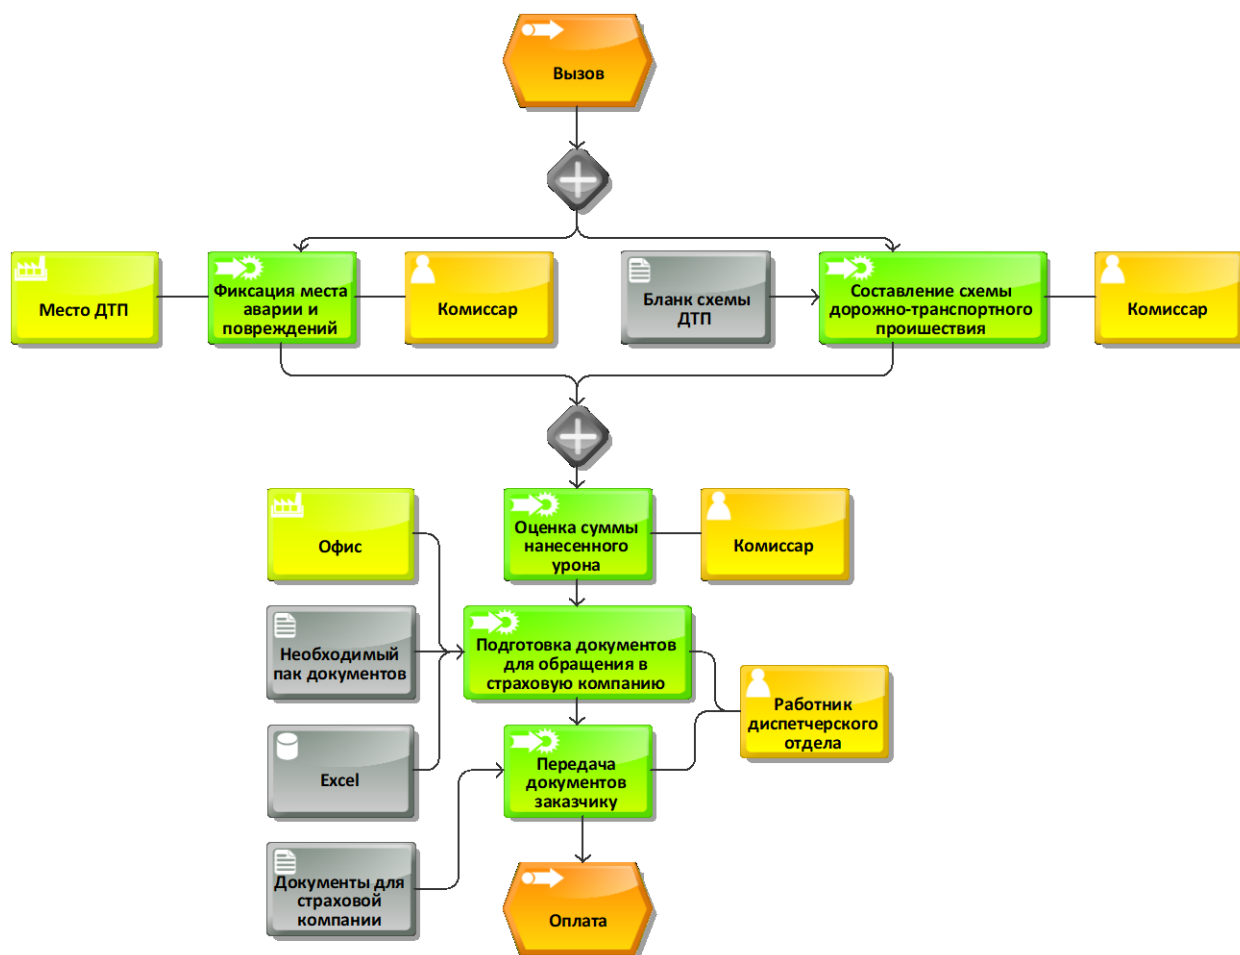 Вызов
Место ДТП
Фиксация места
аварии и
повреждений
Комиссар
Бланк схемы
ДТП
Составление схемы
дорожно-транспортного
проишествия
Комиссар
Офис
Оценка суммы
нанесенного
урона
Комиссар
Необходимый
пак документов
Подготовка документов
для обращения в
страховую компанию
Работник
диспетчерского
отдела
Excel
Передача
документов
заказчику
Документы для
страховой
компании
Оплата